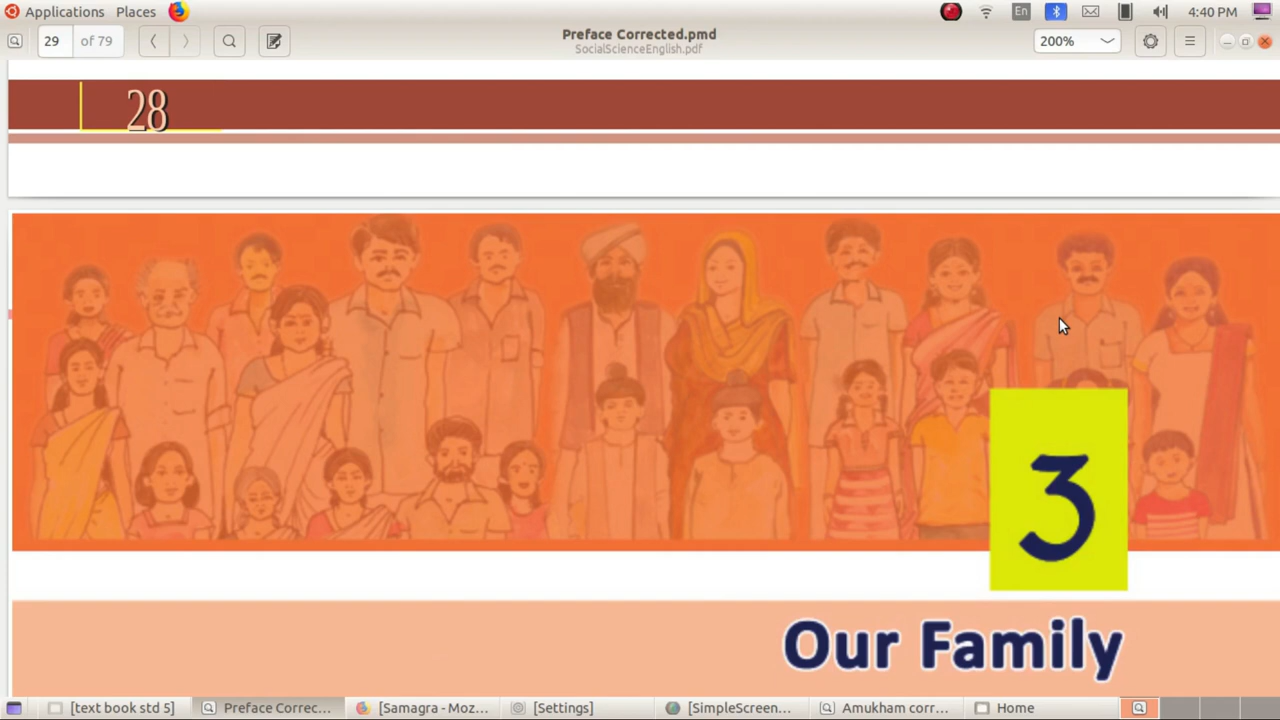 Applications Places En 4:40 PM
29 of 79 Preface Corrected.pmd 200%
SocialScienceEnglish.pdf
28
3
Our Family
[text book std 5] Preface Correc... [Samagra - Moz... [Settings] [SimpleScreen... Amukham corr... Home